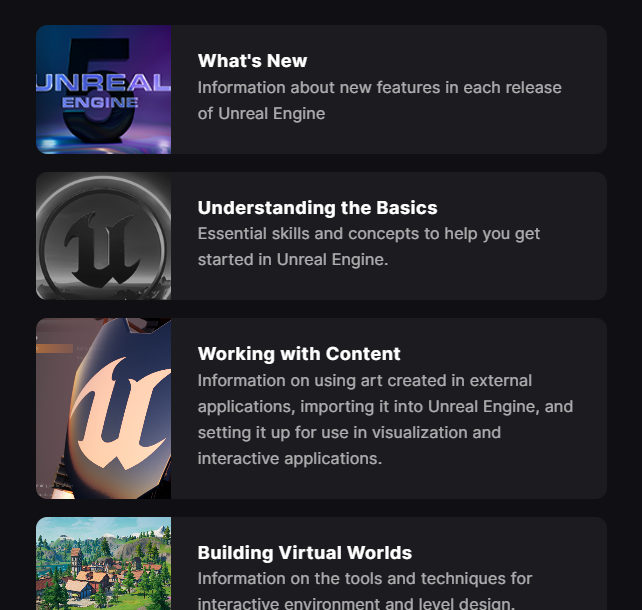 5
UNREAL
ENGINE
What's New
Information about new features in each release
of Unreal Engine
Understanding the Basics
Essential skills and concepts to help you get
started in Unreal Engine.
Working with Content
Information on using art created in external
applications, importing it into Unreal Engine, and
setting it up for use in visualization and
interactive applications.
Building Virtual Worlds
Information on the tools and techniques for
interactive environment and level design.